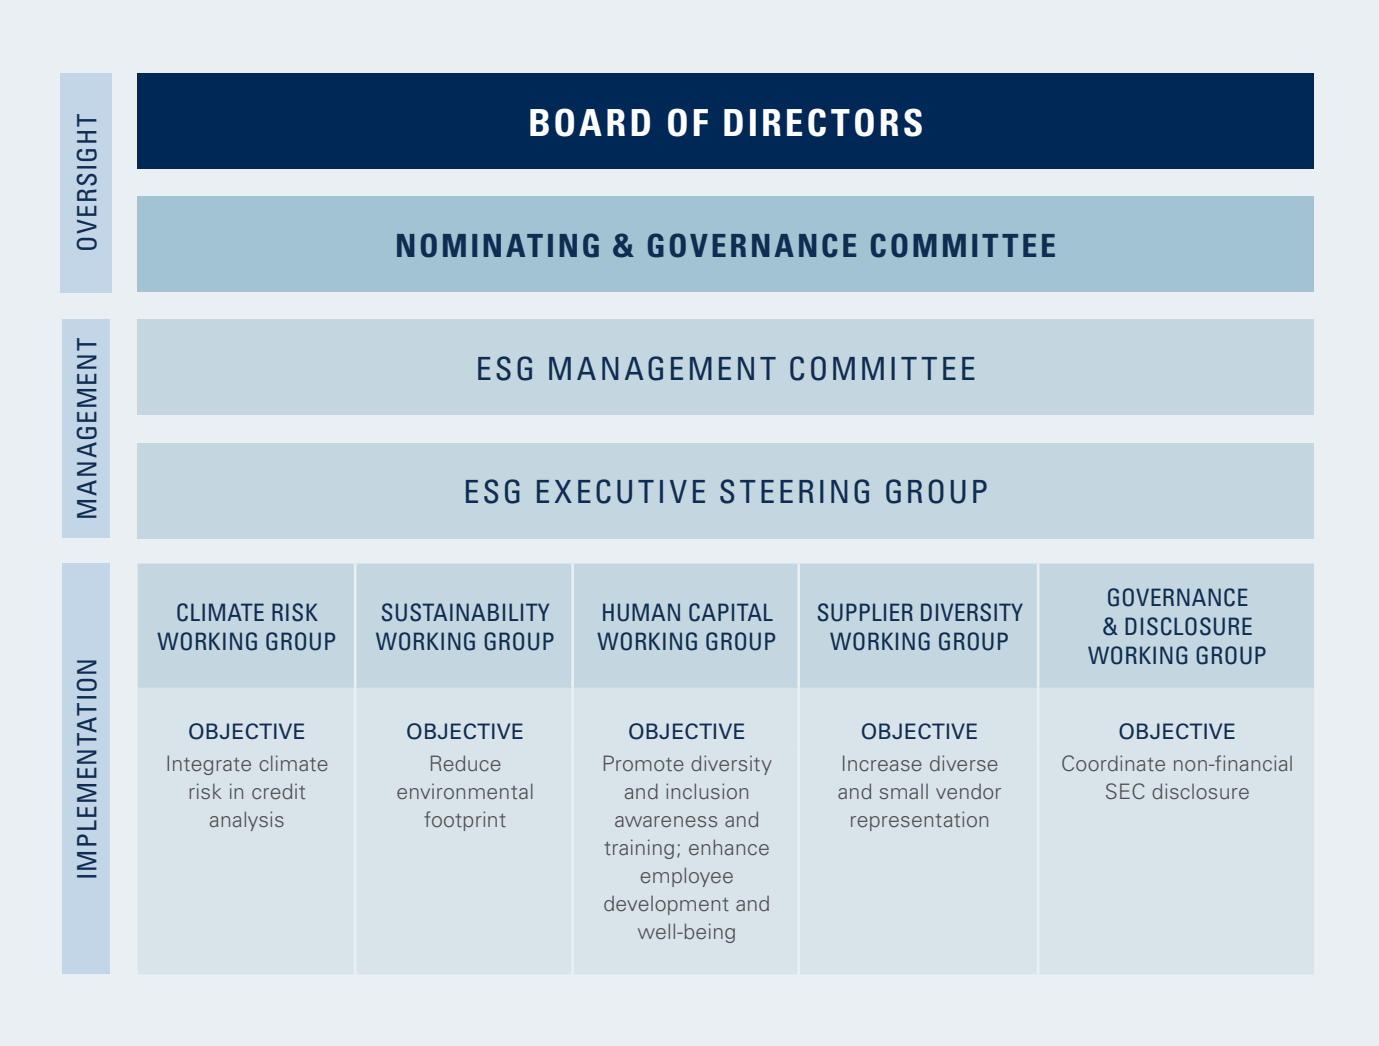 OVERSIGHT
BOARD OF DIRECTORS
NOMINATING & GOVERNANCE COMMITTEE
MANAGEMENT
ESG MANAGEMENT COMMITTEE
ESG EXECUTIVE STEERING GROUP
IMPLEMENTATION
CLIMATE RISK
WORKING GROUP
OBJECTIVE
Integrate climate
risk in credit
analysis
SUSTAINABILITY
WORKING GROUP
OBJECTIVE
Reduce
environmental
footprint
HUMAN CAPITAL
WORKING GROUP
OBJECTIVE
Promote diversity
and inclusion
awareness and
training; enhance
employee
development and
well-being
SUPPLIER DIVERSITY
WORKING GROUP
OBJECTIVE
Increase diverse
and small vendor
representation
GOVERNANCE
& DISCLOSURE
WORKING GROUP
OBJECTIVE
Coordinate non-financial
SEC disclosure